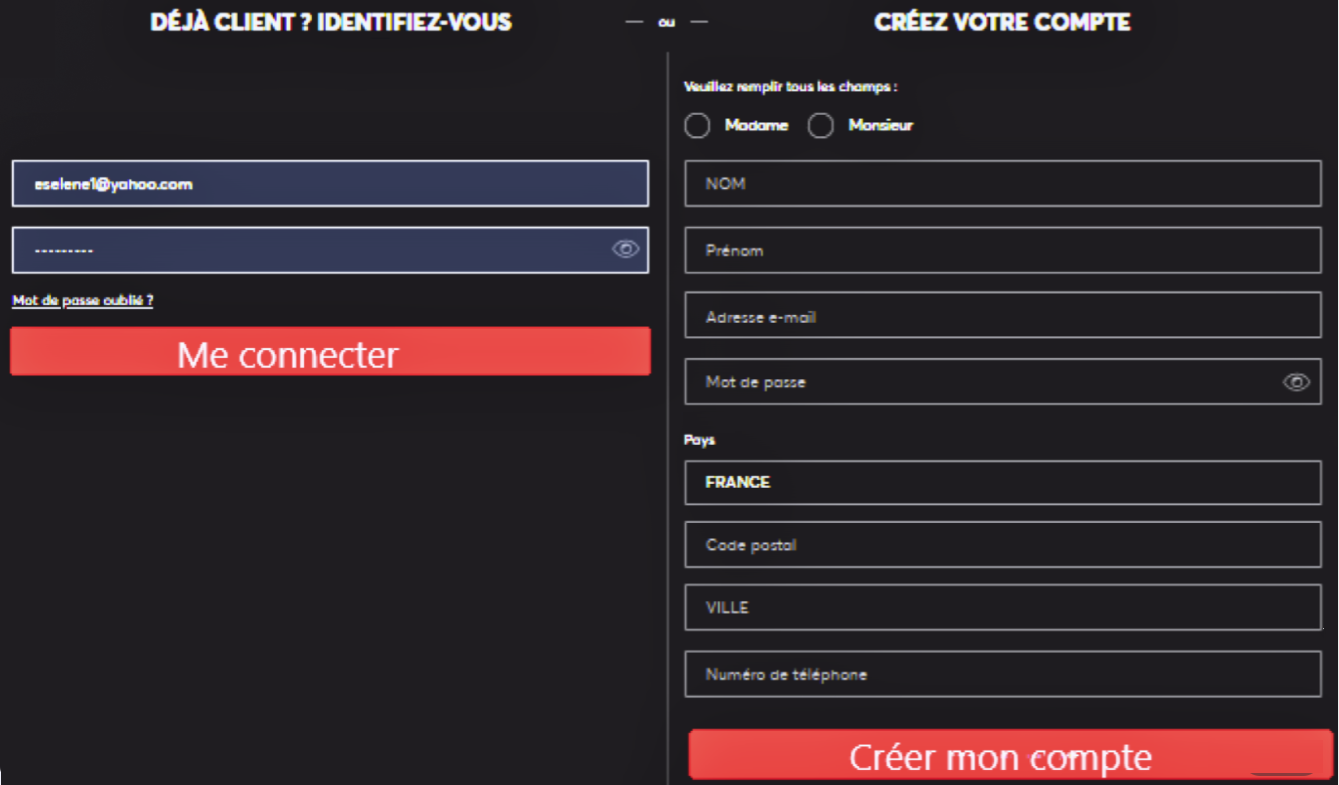 DÉJÀ CLIENT ? IDENTIFIEZ-VOUS
ou
CRÉEZ VOTRE COMPTE
eselene1@yahoo.com
---------
Mot de passe oublié ?
Me connecter
Veuillez remplir tous les champs :
Madame Monsieur
NOM
Prénom
Adresse e-mail
Mot de passe
Pays
FRANCE
Code postal
VILLE
Numéro de téléphone
Créer mon compte